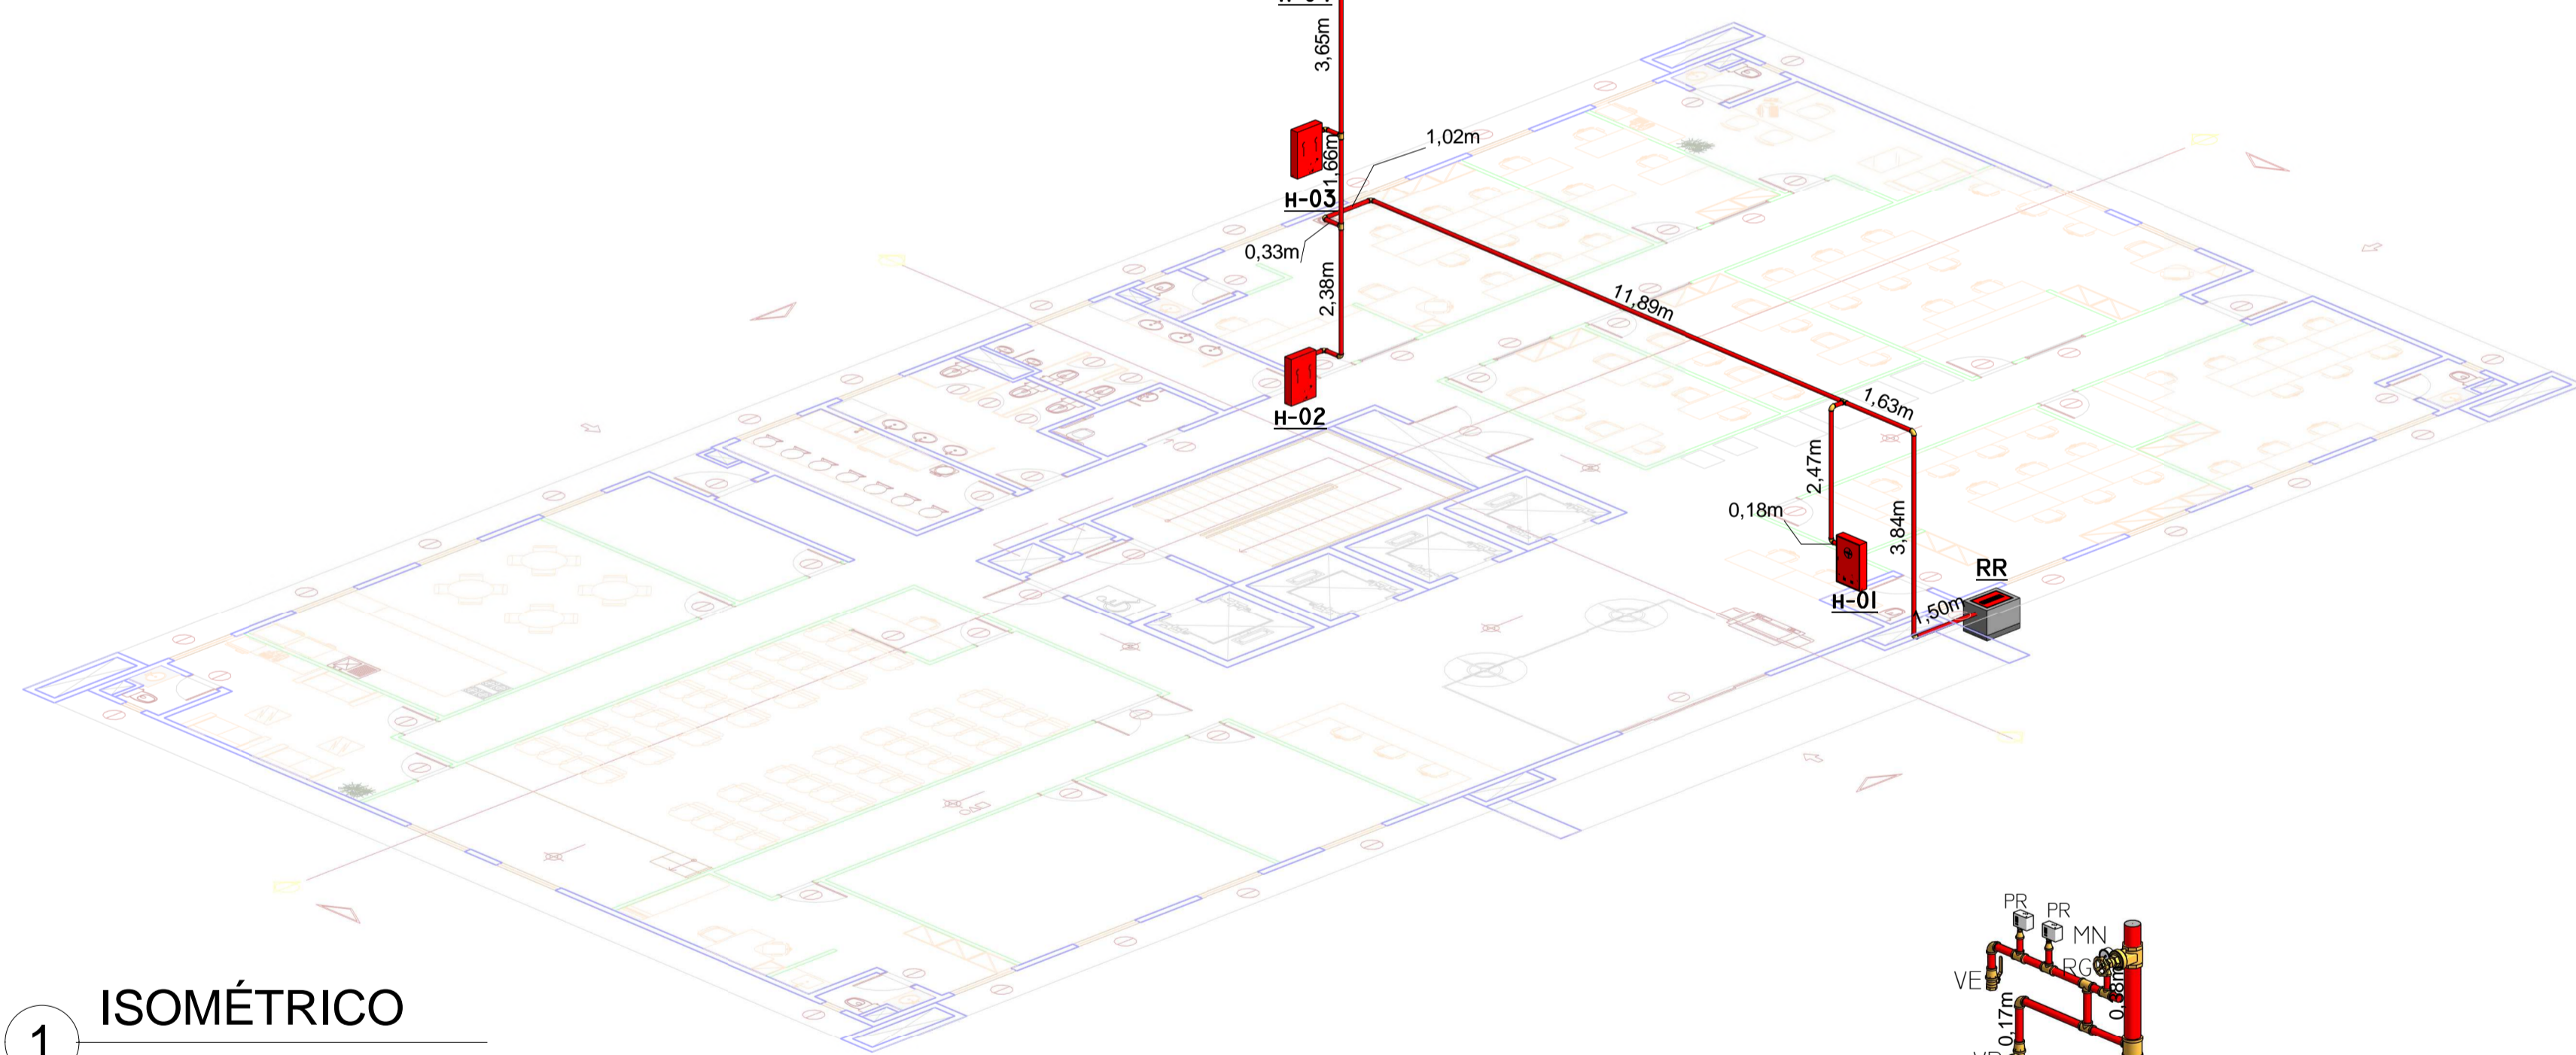 3,65m
1,66m
1,02m
H-03
0,33m
2,38m
11,89m
H-02
1,63m
2,47m
0,18m
3,84m
RR
H-01
1,50m
PR
PR
MN
RG
VE
0,17m
ISOMÉTRICO
1